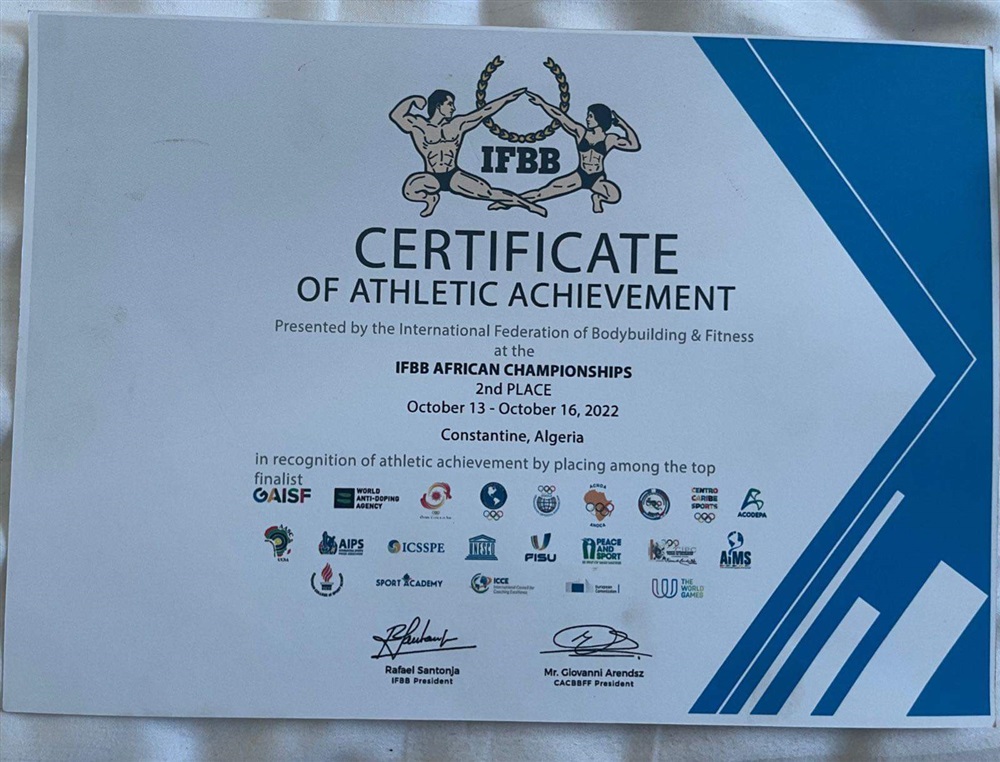 IFBB
CERTIFICATE
OF ATHLETIC ACHIEVEMENT
Presented by the International Federation of Bodybuilding & Fitness
at the
IFBB AFRICAN CHAMPIONSHIPS
2nd PLACE
October 13 - October 16, 2022
Constantine, Algeria
in recognition of athletic achievement by placing among the top
finalist
GAISF
WORLD
ANTI-DOPING
AGENCY
CENTRO
CARIBE
SPORTS
ACODEPA
AIPS
ICSSPE
UNESCO
FISU
PEACE
AND
SPORT
AIMS
SPORT ACADEMY
ICCE
European
Commission
THE
WORLD
GAMES
Rafael Santonja
IFBB President
Mr. Giovanni Arendsz
CACBBFF President